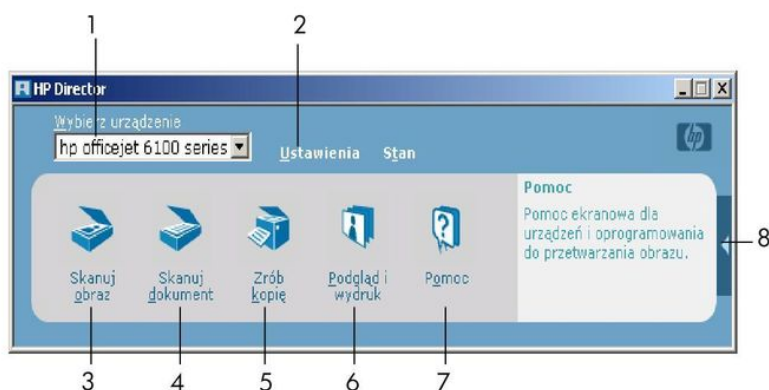 1
2
HP Director
Wybierz urządzenie
hp officejet 6100 series
Ustawienia
Stan
hp
Pomoc
Pomoc ekranowa dla
urządzeń i oprogramowania
do przetwarzania obrazu.
8
Skanuj
obraz
Skanuj
dokument
Zrób
kopię
Podgląd i
wydruk
Pomoc
3
4
5
6
7